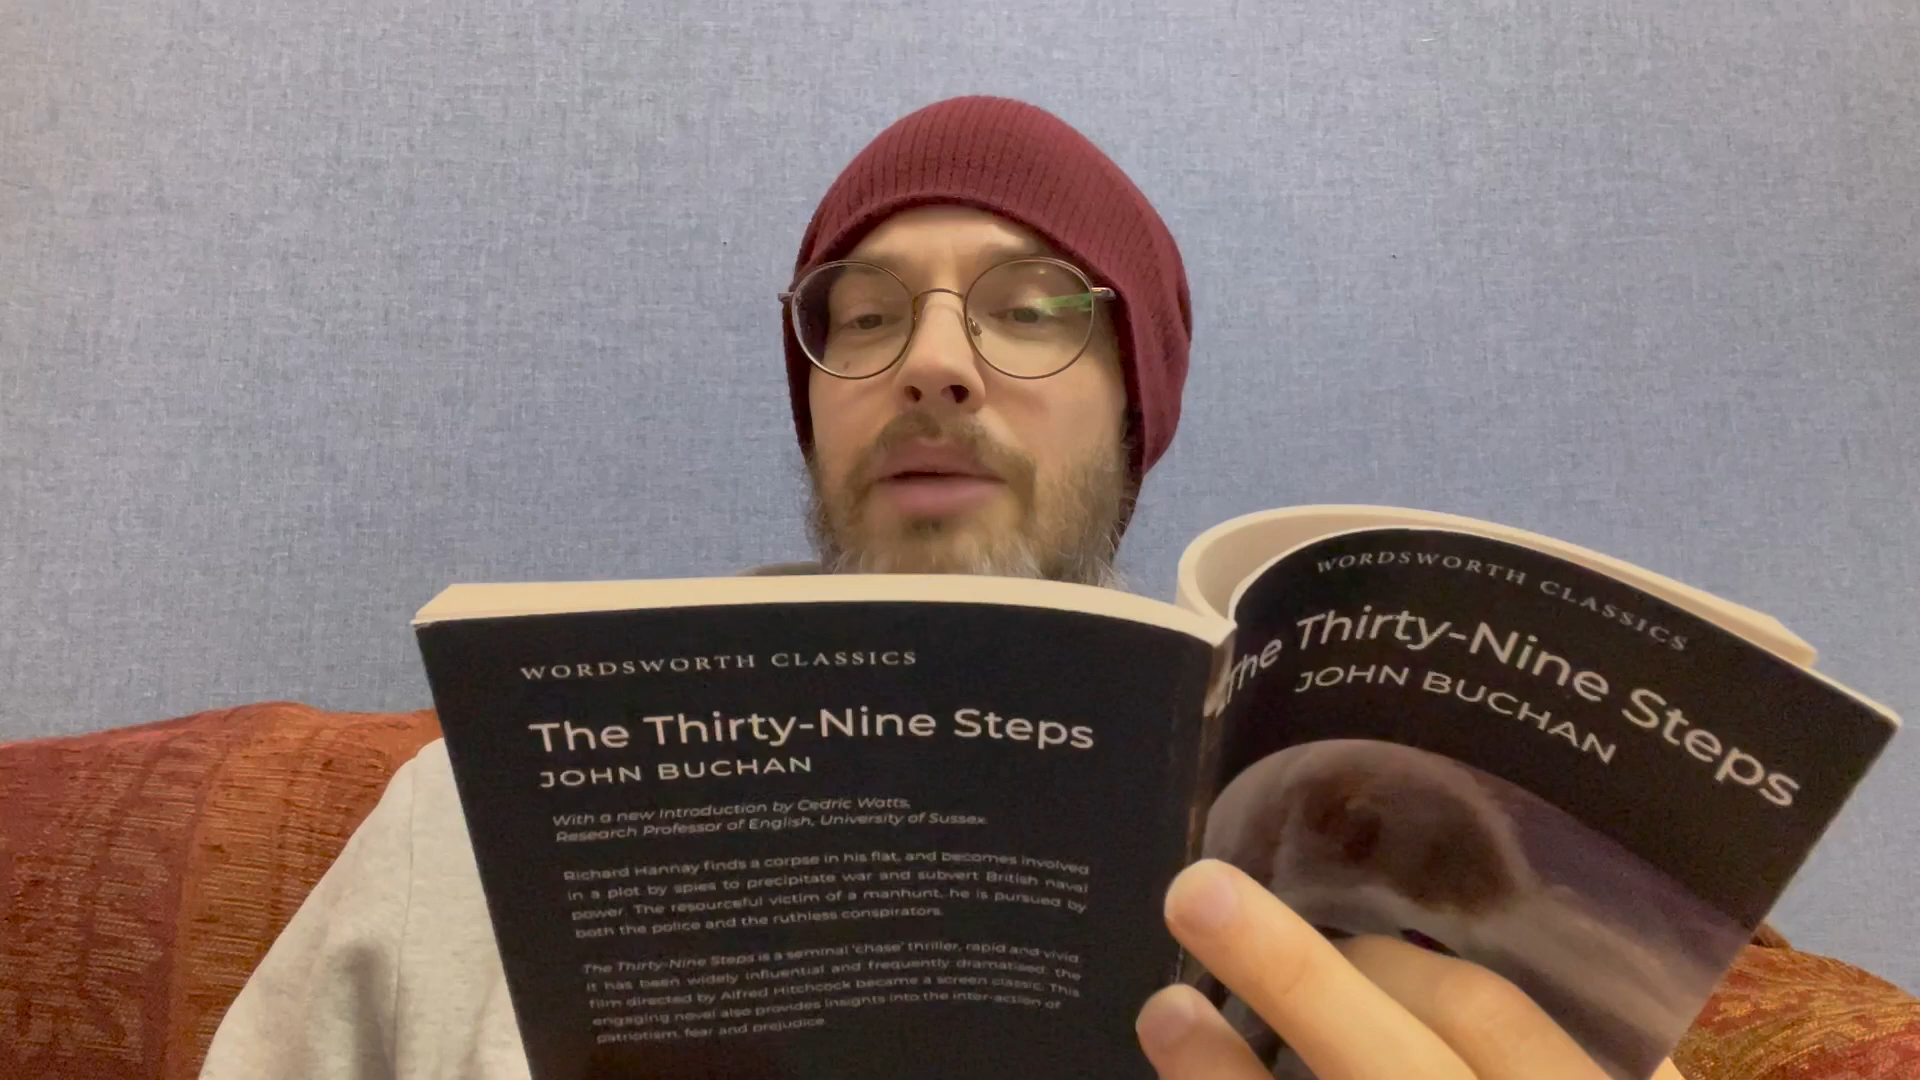 WORDSWORTH CLASSICS
The Thirty-Nine Steps
JOHN BUCHAN
With a new Introduction by Cedric Watts,
Research Professor of English, University of Sussex
Richard Hannay finds a corpse in his flat, and becomes involved
in a plot by spies to precipitate war and subvert British naval
power. The resourceful victim of a manhunt, he is pursued by
both the police and the ruthless conspirators.
The Thirty-Nine Steps is a seminal 'chase' thriller, rapid and vivid.
It has been widely influential and frequently dramatised: the
film directed by Alfred Hitchcock became a screen classic. This
engaging novel also provides insights into the inter-action of
patriotism, fear and prejudice.
WORDSWORTH CLASSICS
The Thirty-Nine Steps
JOHN BUCHAN